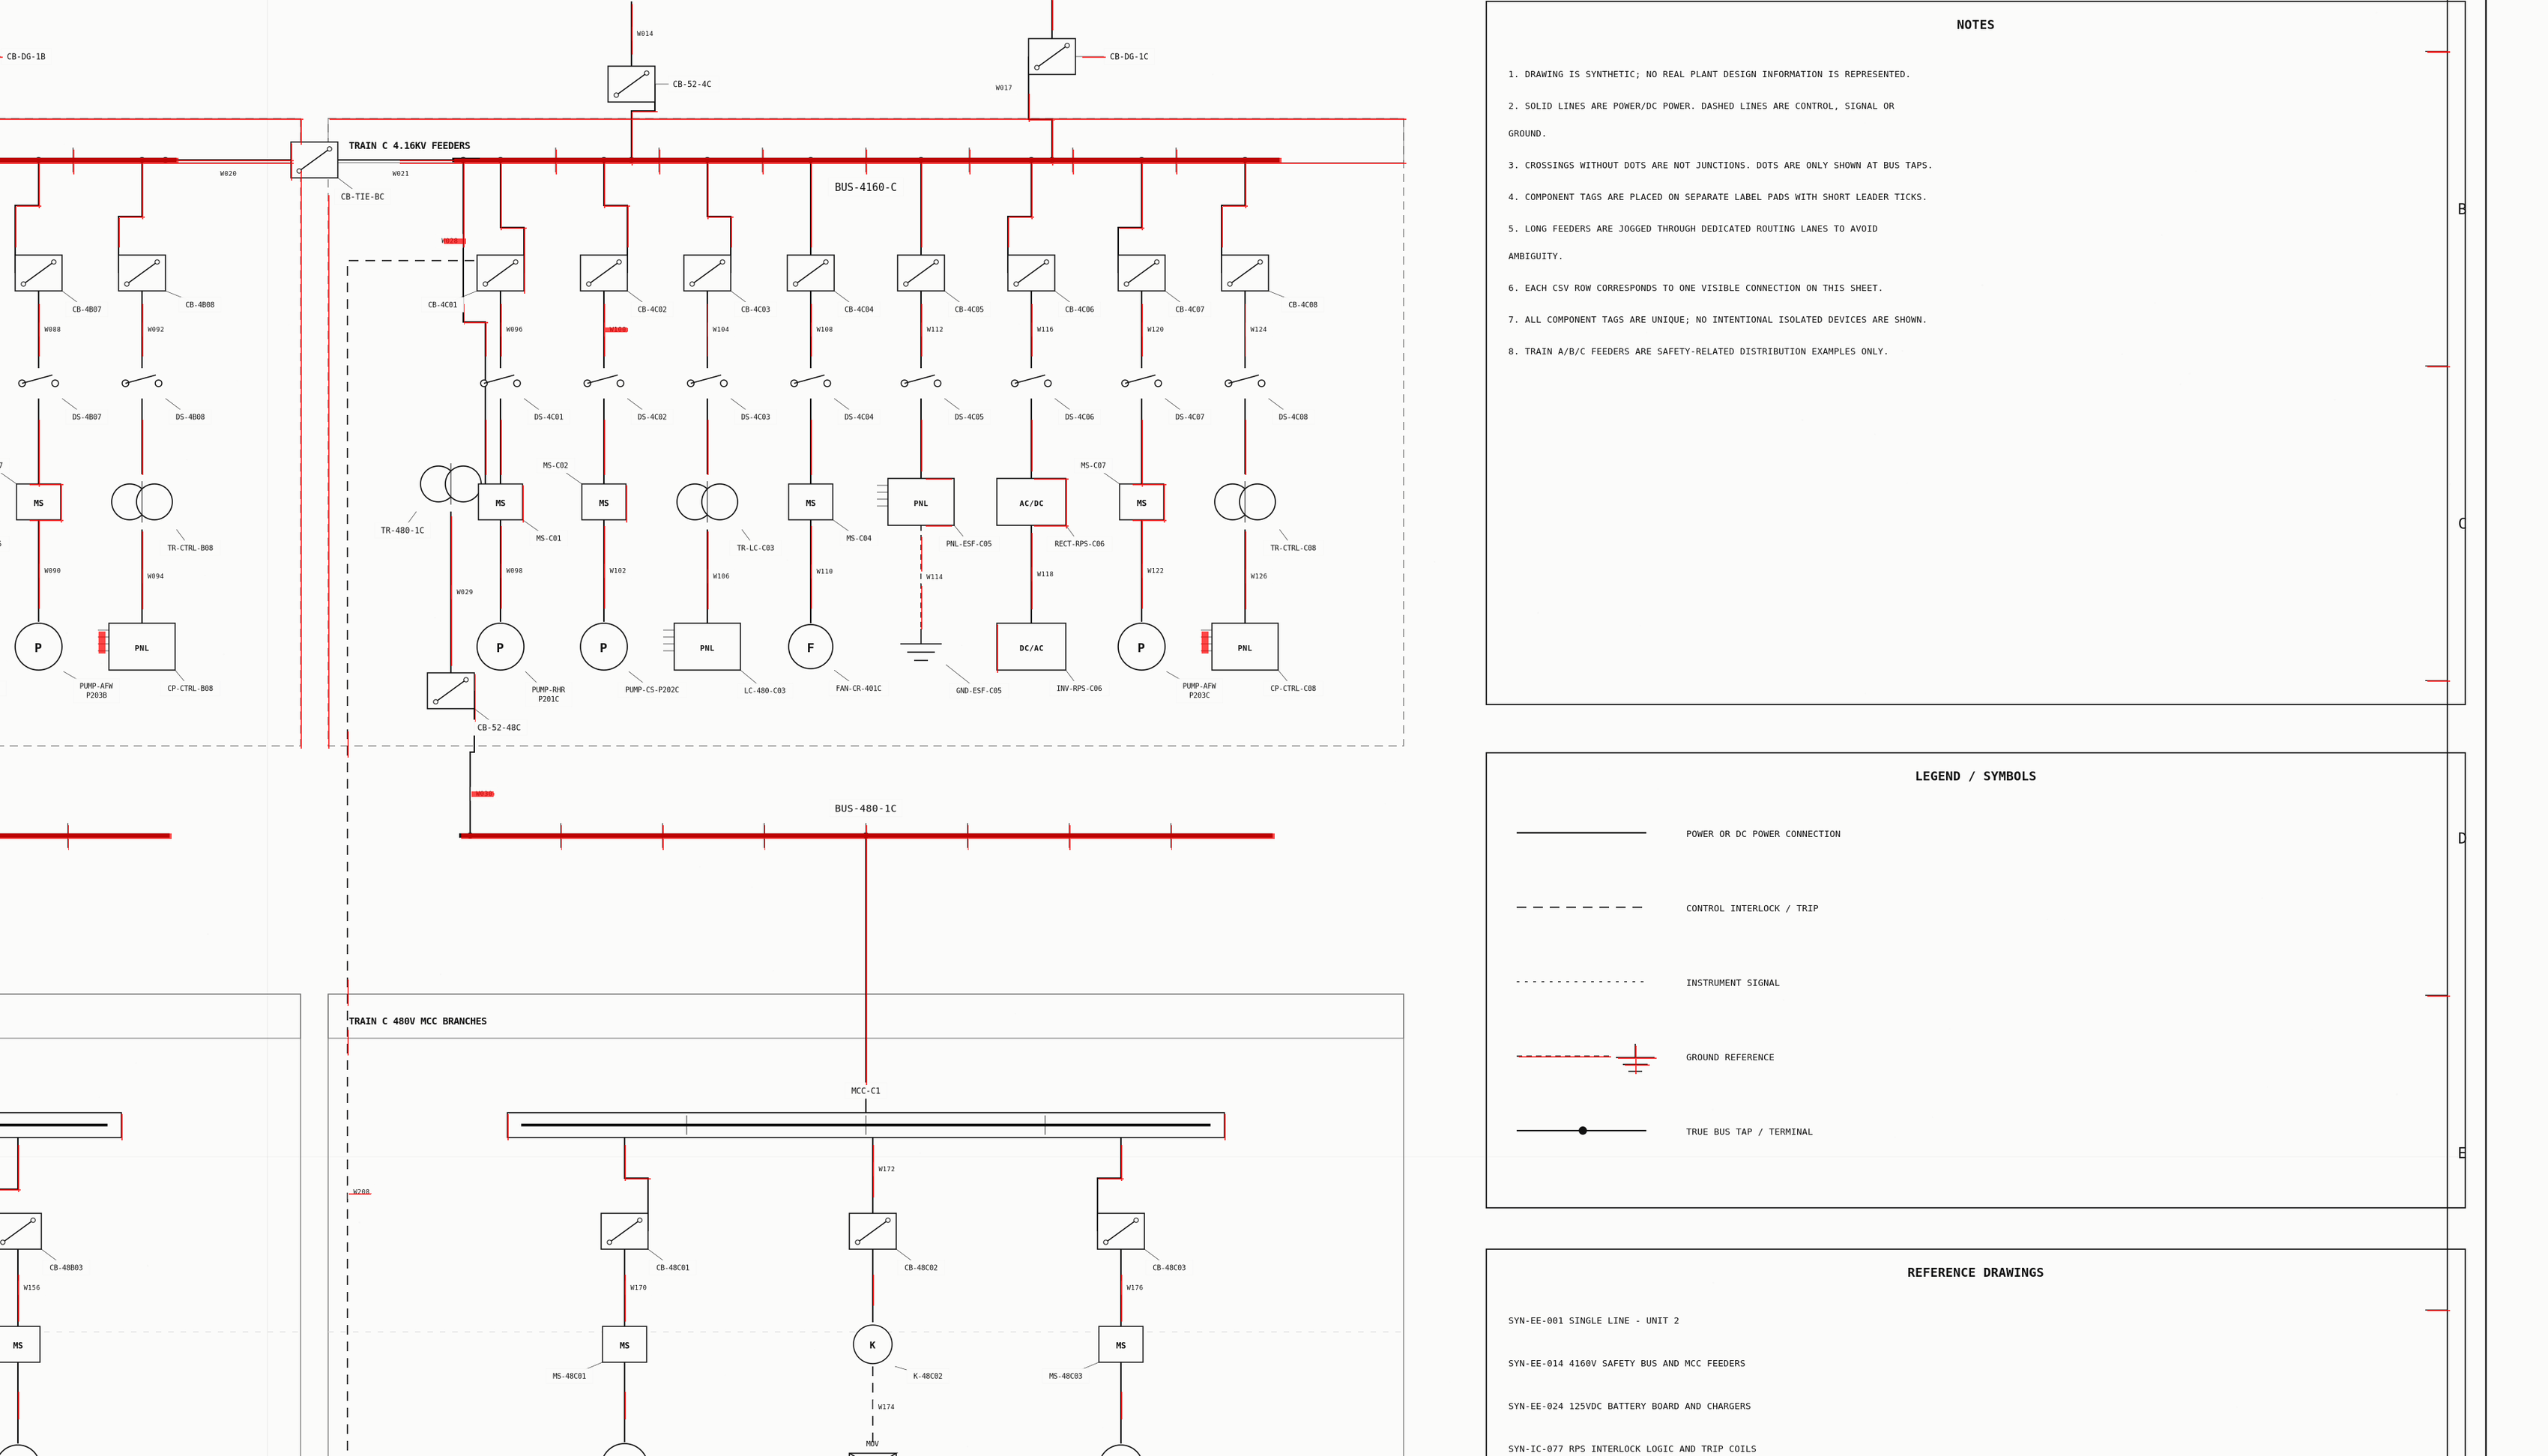 W014
CB-DG-1B
CB-52-4C
CB-DG-1C
W017
TRAIN C 4.16KV FEEDERS
W020
W021
CB-TIE-BC
BUS-4160-C
CB-4B07
CB-4B08
CB-4C01
CB-4C02
CB-4C03
CB-4C04
CB-4C05
CB-4C06
CB-4C07
CB-4C08
W088
W092
W096
W104
W108
W112
W116
W120
W124
DS-4B07
DS-4B08
DS-4C01
DS-4C02
DS-4C03
DS-4C04
DS-4C05
DS-4C06
DS-4C07
DS-4C08
MS-C02
MS-C07
MS
MS
MS
MS
PNL
AC/DC
MS
TR-480-1C
MS-C01
MS-C04
TR-CTRL-B08
TR-LC-C03
PNL-ESF-C05
RECT-RPS-C06
TR-CTRL-C08
W090
W094
W029
W098
W102
W106
W110
W114
W118
W122
W126
P
PNL
P
P
PNL
F
DC/AC
P
PNL
PUMP-AFW
P203B
CP-CTRL-B08
PUMP-RHR
P201C
PUMP-CS-P202C
LC-480-C03
FAN-CR-401C
GND-ESF-C05
INV-RPS-C06
PUMP-AFW
P203C
CP-CTRL-C08
CB-52-48C
BUS-480-1C
TRAIN C 480V MCC BRANCHES
MCC-C1
W172
W208
CB-48B03
CB-48C01
CB-48C02
CB-48C03
W156
W170
W176
MS
MS
K
MS
MS-48C01
K-48C02
MS-48C03
W174
MOV
NOTES
1. DRAWING IS SYNTHETIC; NO REAL PLANT DESIGN INFORMATION IS REPRESENTED.
2. SOLID LINES ARE POWER/DC POWER. DASHED LINES ARE CONTROL, SIGNAL OR
GROUND.
3. CROSSINGS WITHOUT DOTS ARE NOT JUNCTIONS. DOTS ARE ONLY SHOWN AT BUS TAPS.
4. COMPONENT TAGS ARE PLACED ON SEPARATE LABEL PADS WITH SHORT LEADER TICKS.
5. LONG FEEDERS ARE JOGGED THROUGH DEDICATED ROUTING LANES TO AVOID
AMBIGUITY.
6. EACH CSV ROW CORRESPONDS TO ONE VISIBLE CONNECTION ON THIS SHEET.
7. ALL COMPONENT TAGS ARE UNIQUE; NO INTENTIONAL ISOLATED DEVICES ARE SHOWN.
8. TRAIN A/B/C FEEDERS ARE SAFETY-RELATED DISTRIBUTION EXAMPLES ONLY.
B
C
D
E
LEGEND / SYMBOLS
POWER OR DC POWER CONNECTION
CONTROL INTERLOCK / TRIP
INSTRUMENT SIGNAL
GROUND REFERENCE
TRUE BUS TAP / TERMINAL
REFERENCE DRAWINGS
SYN-EE-001 SINGLE LINE - UNIT 2
SYN-EE-014 4160V SAFETY BUS AND MCC FEEDERS
SYN-EE-024 125VDC BATTERY BOARD AND CHARGERS
SYN-IC-077 RPS INTERLOCK LOGIC AND TRIP COILS